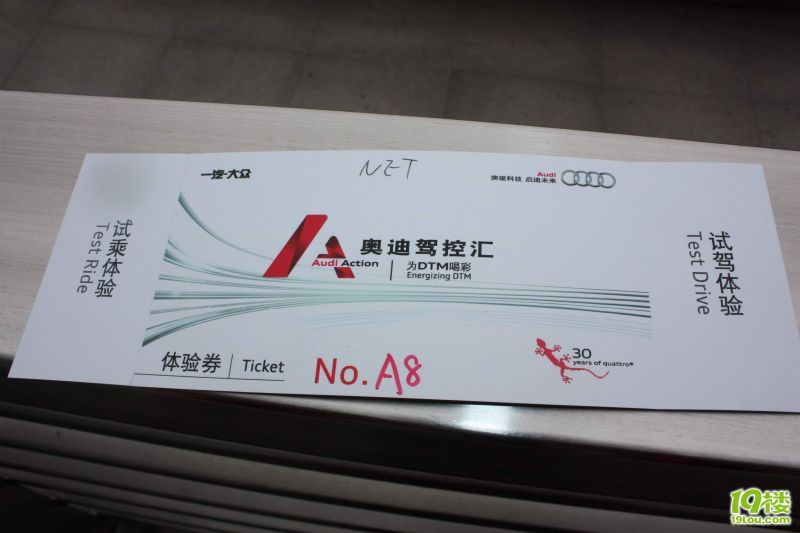 试乘体验
Test Ride
一汽-大众
NET
Audi
突破科技 启迪未来
奥迪驾控汇
Audi Action
为DTM喝彩
Energizing DTM
体验券 | Ticket
No. A8
30
years of quattro®
试驾体验
Test Drive
19楼
19lou.com